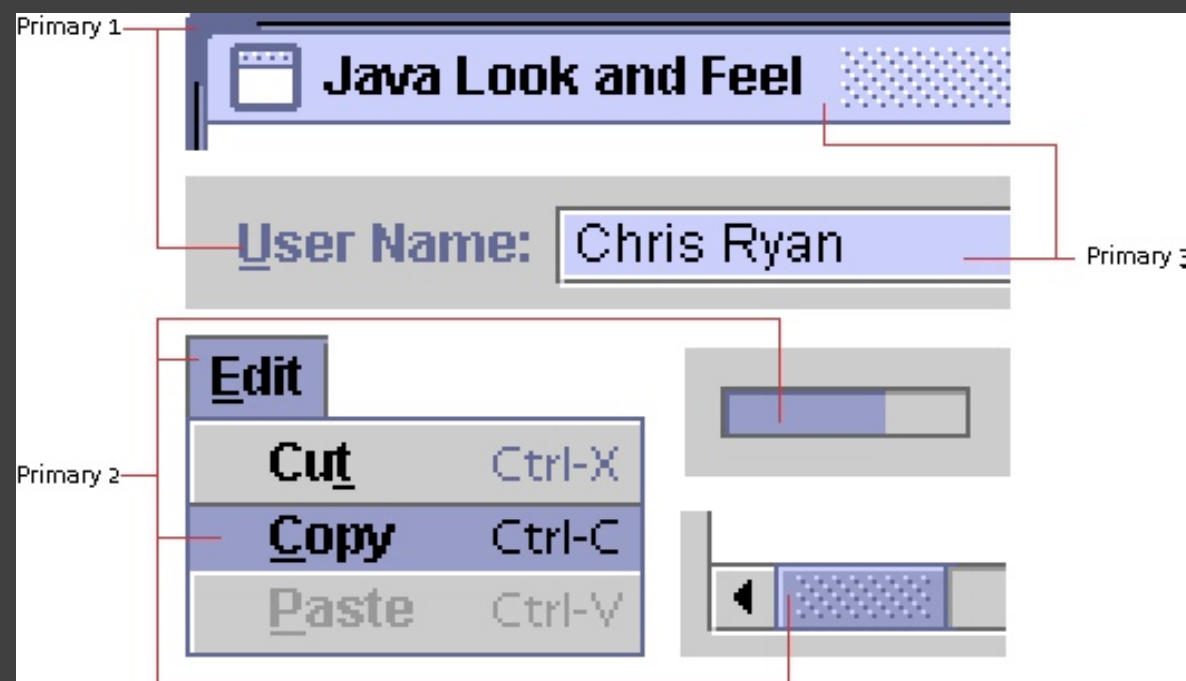 Primary 1
Java Look and Feel
User Name: Chris Ryan
Primary 3
Edit
Cut Ctrl-X
Primary 2
Copy Ctrl-C
Paste Ctrl-V